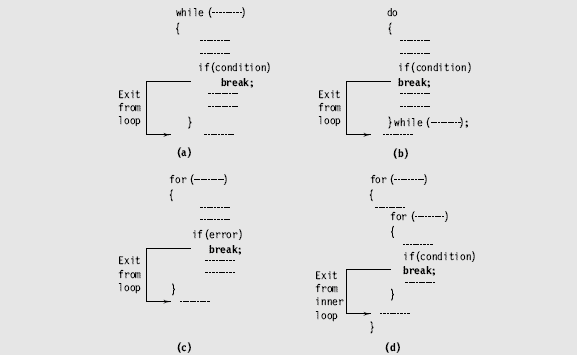 while (---------)
{
---------
---------
if(condition)
break;
---------
---------
}
---------
Exit
from
loop
(a)
do
{
---------
---------
if(condition)
break;
---------
---------
}while (---------);
---------
Exit
from
loop
(b)
for (---------)
{
---------
---------
if(error)
break;
---------
---------
}
---------
Exit
from
loop
(c)
for (---------)
{
---------
for (---------)
{
---------
if(condition)
break;
---------
}
---------
}
Exit
from
inner
loop
(d)